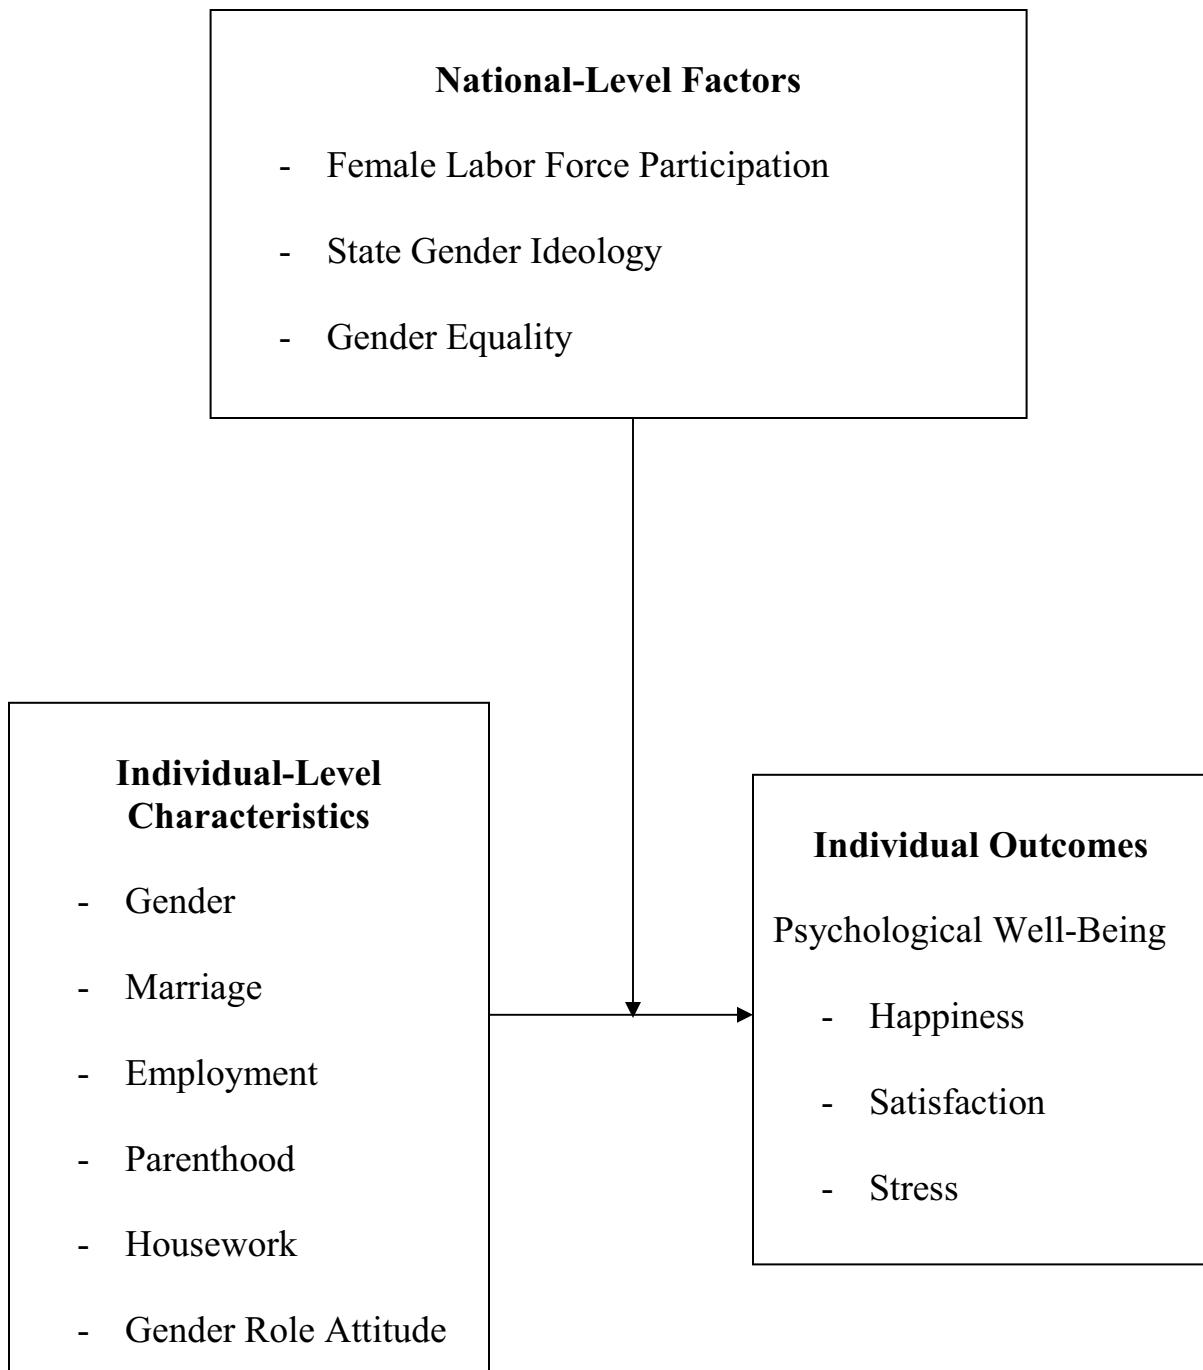 National-Level Factors
- Female Labor Force Participation
- State Gender Ideology
- Gender Equality
Individual-Level
Characteristics
- Gender
- Marriage
- Employment
- Parenthood
- Housework
- Gender Role Attitude
Individual Outcomes
Psychological Well-Being
- Happiness
- Satisfaction
- Stress